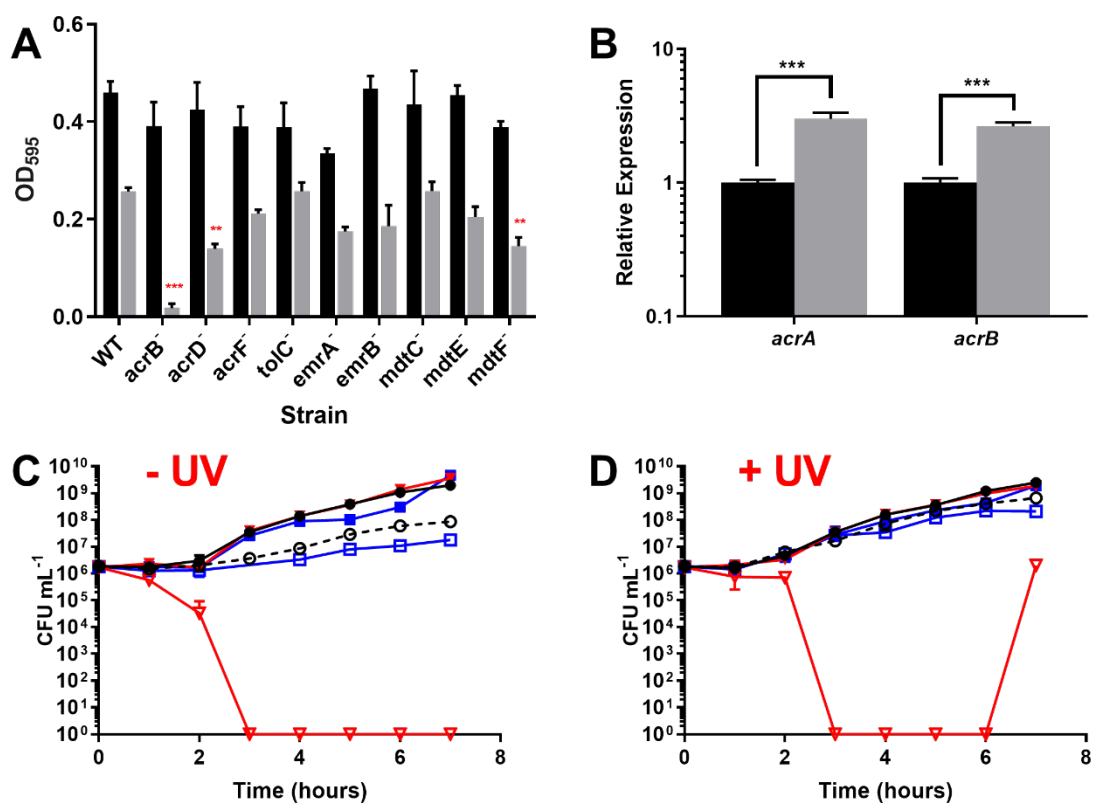 A
B
0.6
0.4
0.2
0.0
OD595
***
**
**
WT
acrB-
acrD-
acrF-
tolC-
emrA-
emrB-
mdtC-
mdtE-
mdtF-
Strain
10
1
0.1
Relative Expression
***
***
acrA
acrB
C
- UV
10^10
10^9
10^8
10^7
10^6
10^5
10^4
10^3
10^2
10^1
10^0
CFU mL^-1
0
2
4
6
8
Time (hours)
D
+ UV
10^10
10^9
10^8
10^7
10^6
10^5
10^4
10^3
10^2
10^1
10^0
CFU mL^-1
0
2
4
6
8
Time (hours)